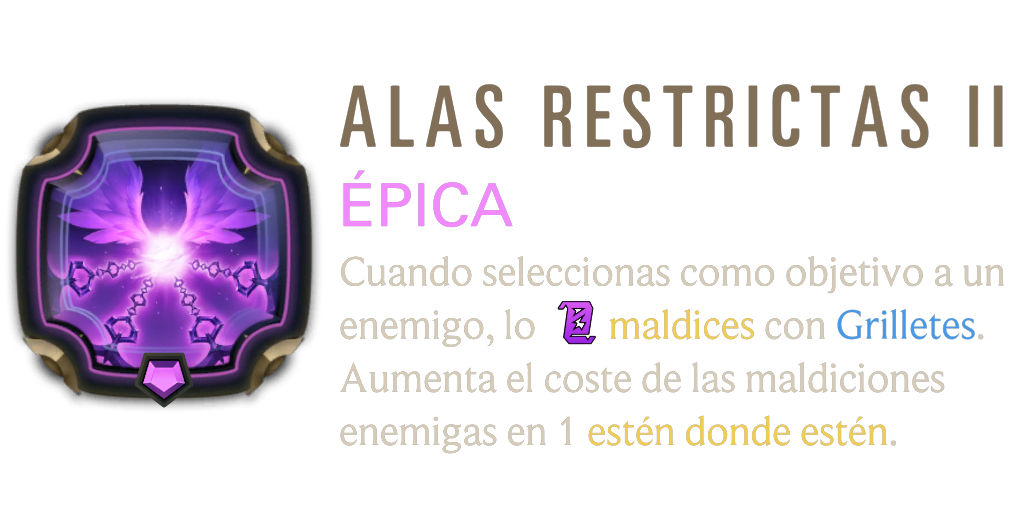 ALAS RESTRICTAS II
ÉPICA
Cuando seleccionas como objetivo a un
enemigo, lo maldices con Grilletes.
Aumenta el coste de las maldiciones
enemigas en 1 estén donde estén.